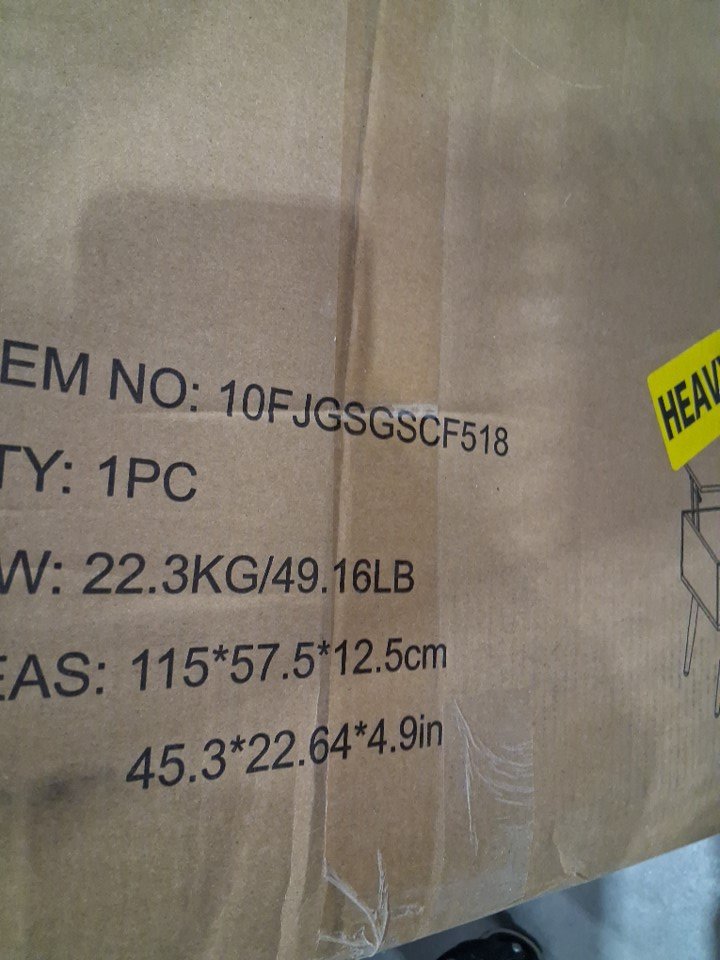 EM NO: 10FJGSGSCF518
TY: 1PC
W: 22.3KG/49.16LB
EAS: 115*57.5*12.5cm
45.3*22.64*4.9in
HEAV